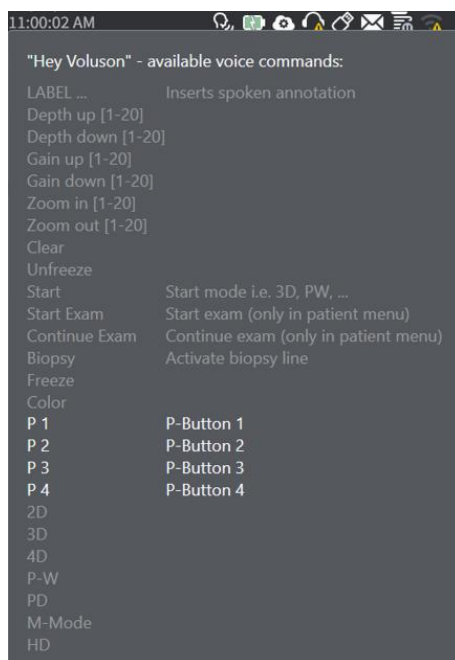 11:00:02 AM
"Hey Voluson" - available voice commands:
LABEL ... Inserts spoken annotation
Depth up [1-20]
Depth down [1-20]
Gain up [1-20]
Gain down [1-20]
Zoom in [1-20]
Zoom out [1-20]
Clear
Unfreeze
Start Start mode i.e. 3D, PW, ...
Start Exam Start exam (only in patient menu)
Continue Exam Continue exam (only in patient menu)
Biopsy Activate biopsy line
Freeze
Color
P 1 P-Button 1
P 2 P-Button 2
P 3 P-Button 3
P 4 P-Button 4
2D
3D
4D
P-W
PD
M-Mode
HD